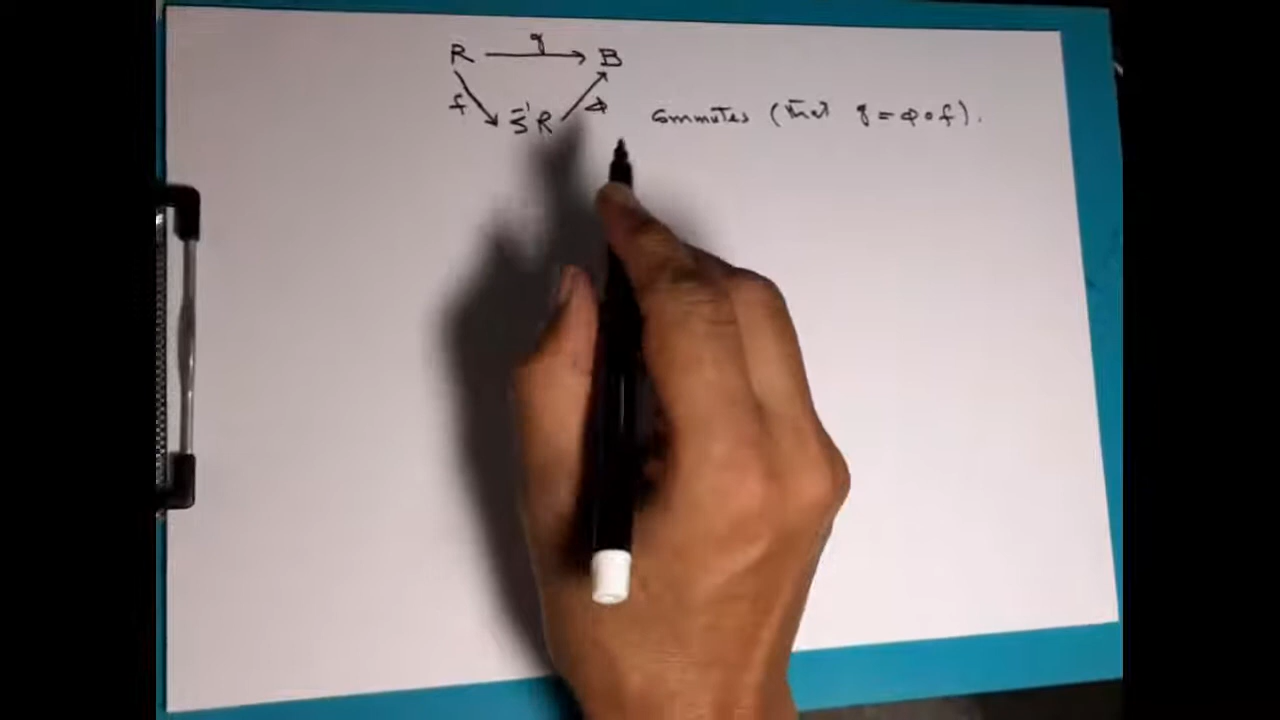 R g B
f S⁻¹R φ commutes (that g = φ∘f).